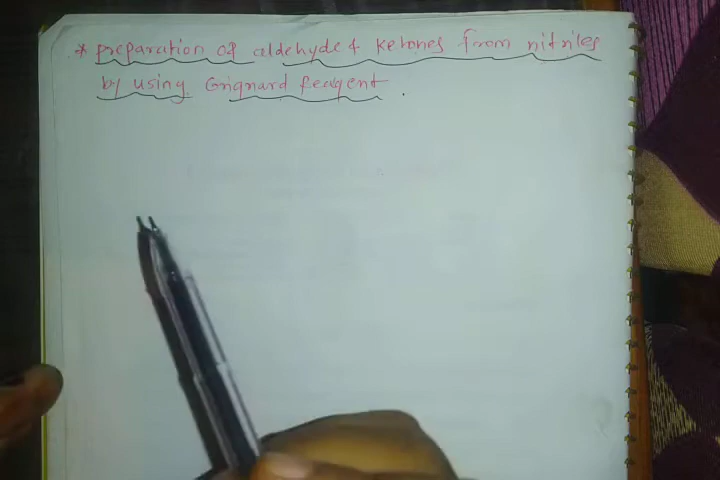 * preparation of aldehyde & ketones from nitriles
by using Grignard Reagent.